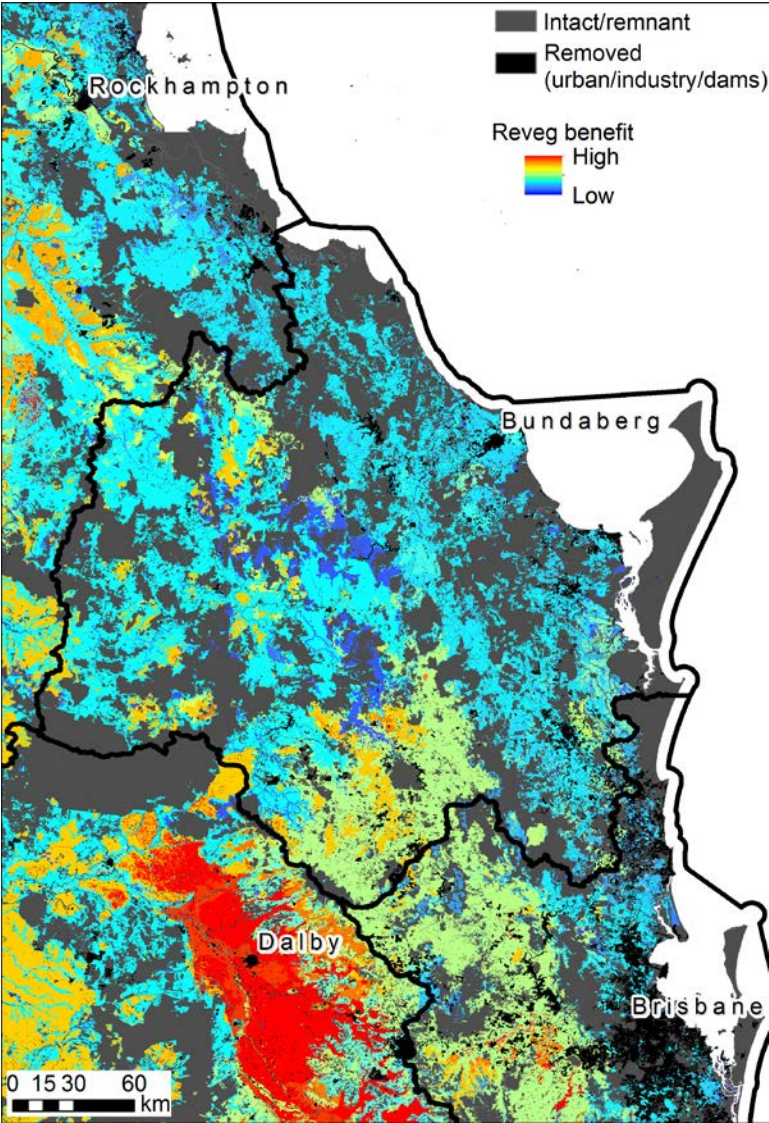 Intact/remnant
Removed
(urban/industry/dams)
Reveg benefit
High
Low
Rockhampton
Bundaberg
Dalby
Brisbane
0 15 30 60
km